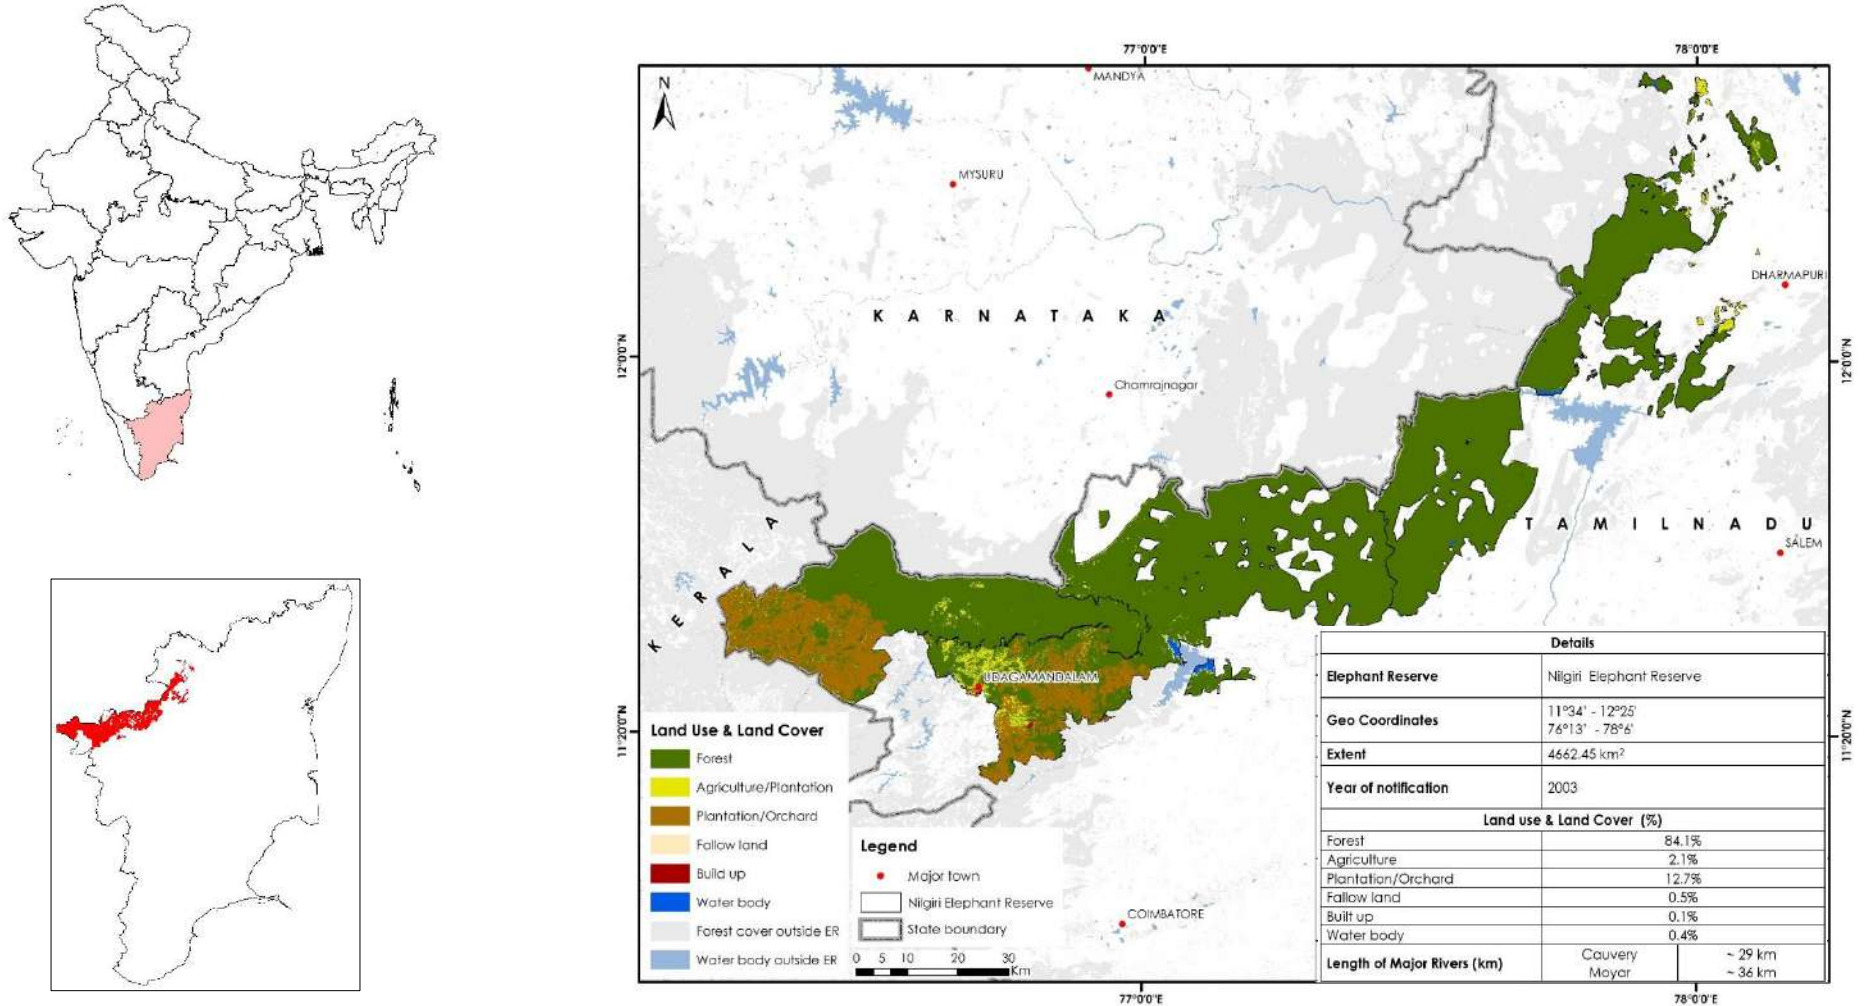 77°0'0"E
78°0'0"E
N
MANDYA
MYSURU
DHARMAPURI
K A R N A T A K A
12°0'0"N
12°0'0"N
Chamrajnagar
K E R A L A
T A M I L N A D U
SALEM
UDAGAMANDALAM
11°20'0"N
11°20'0"N
Land Use & Land Cover
Forest
Agriculture/Plantation
Plantation/Orchard
Fallow land
Build up
Water body
Forest cover outside ER
Water body outside ER
Legend
Major town
Nilgiri Elephant Reserve
State boundary
0 5 10 20 30
Km
COIMBATORE
Details
Elephant Reserve Nilgiri Elephant Reserve
Geo Coordinates 11°34' - 12°25'
76°13' - 78°6'
Extent 4662.45 km²
Year of notification 2003
Land use & Land Cover (%)
Forest 84.1%
Agriculture 2.1%
Plantation/Orchard 12.7%
Fallow land 0.5%
Built up 0.1%
Water body 0.4%
Length of Major Rivers (km) Cauvery ~ 29 km
Moyar ~ 36 km
77°0'0"E
78°0'0"E